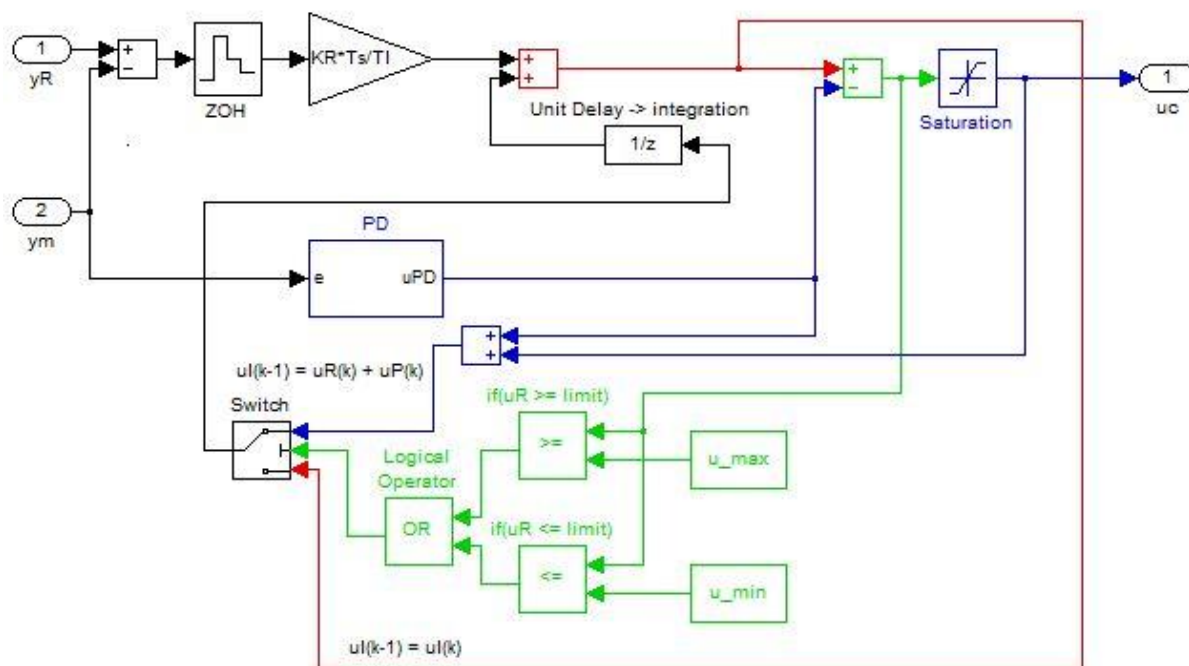 1
yR
+
−
ZOH
KR*Ts/TI
+
+
Unit Delay -> integration
1/z
+
−
Saturation
1
uc
2
ym
PD
e
uPD
+
+
uI(k-1) = uR(k) + uP(k)
Switch
if(uR >= limit)
>=
u_max
Logical
Operator
OR
if(uR <= limit)
<=
u_min
uI(k-1) = uI(k)